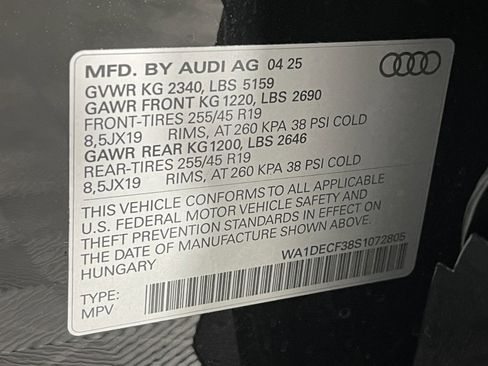 MFD. BY AUDI AG 04 25
GVWR KG 2340, LBS 5159
GAWR FRONT KG 1220, LBS 2690
FRONT-TIRES 255/45 R19
8,5JX19 RIMS, AT 260 KPA 38 PSI COLD
GAWR REAR KG1200, LBS 2646
REAR-TIRES 255/45 R19
8,5JX19 RIMS, AT 260 KPA 38 PSI COLD
THIS VEHICLE CONFORMS TO ALL APPLICABLE
U.S. FEDERAL MOTOR VEHICLE SAFETY AND
THEFT PREVENTION STANDARDS IN EFFECT ON
THE DATE OF MANUFACTURE SHOWN ABOVE
HUNGARY
WA1DECF38S1072805
TYPE:
MPV